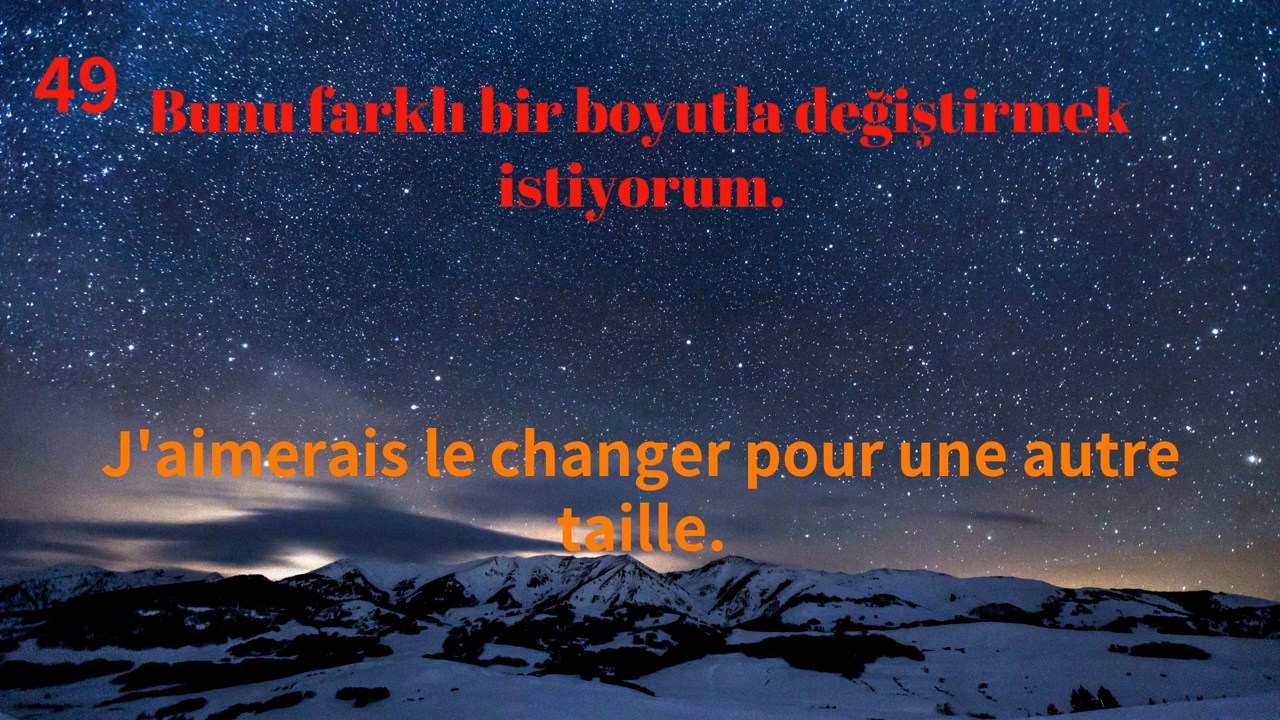 49
Bunu farklı bir boyutla değiştirmek
istiyorum.
J'aimerais le changer pour une autre
taille.